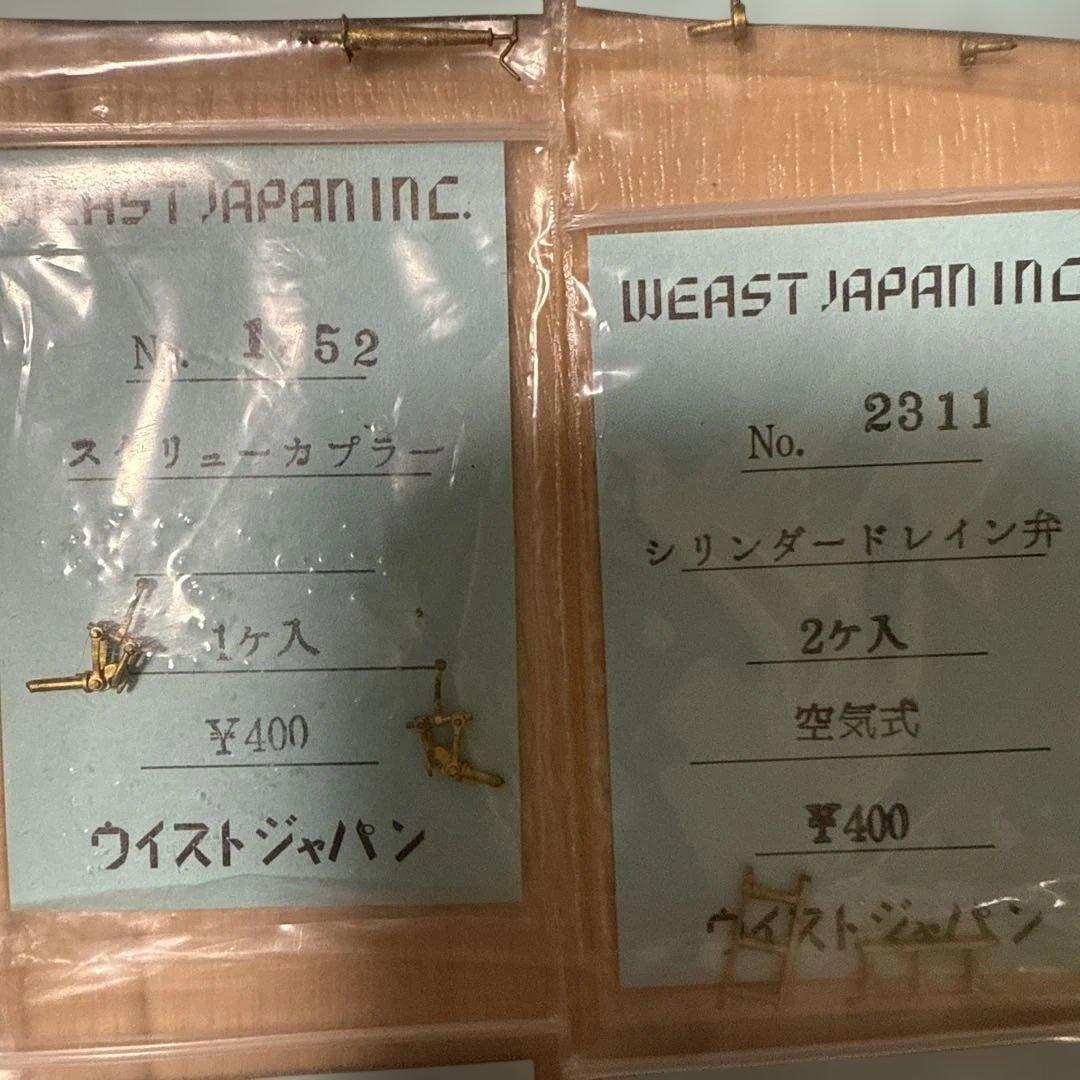 WEAST JAPAN INC.
No.
スクリューカプラー
1ケ入
¥400
ウイストジャパン
WEAST JAPAN INC
No. 2311
シリンダードレイン弁
2ケ入
空気式
¥400
ウイストジャパン